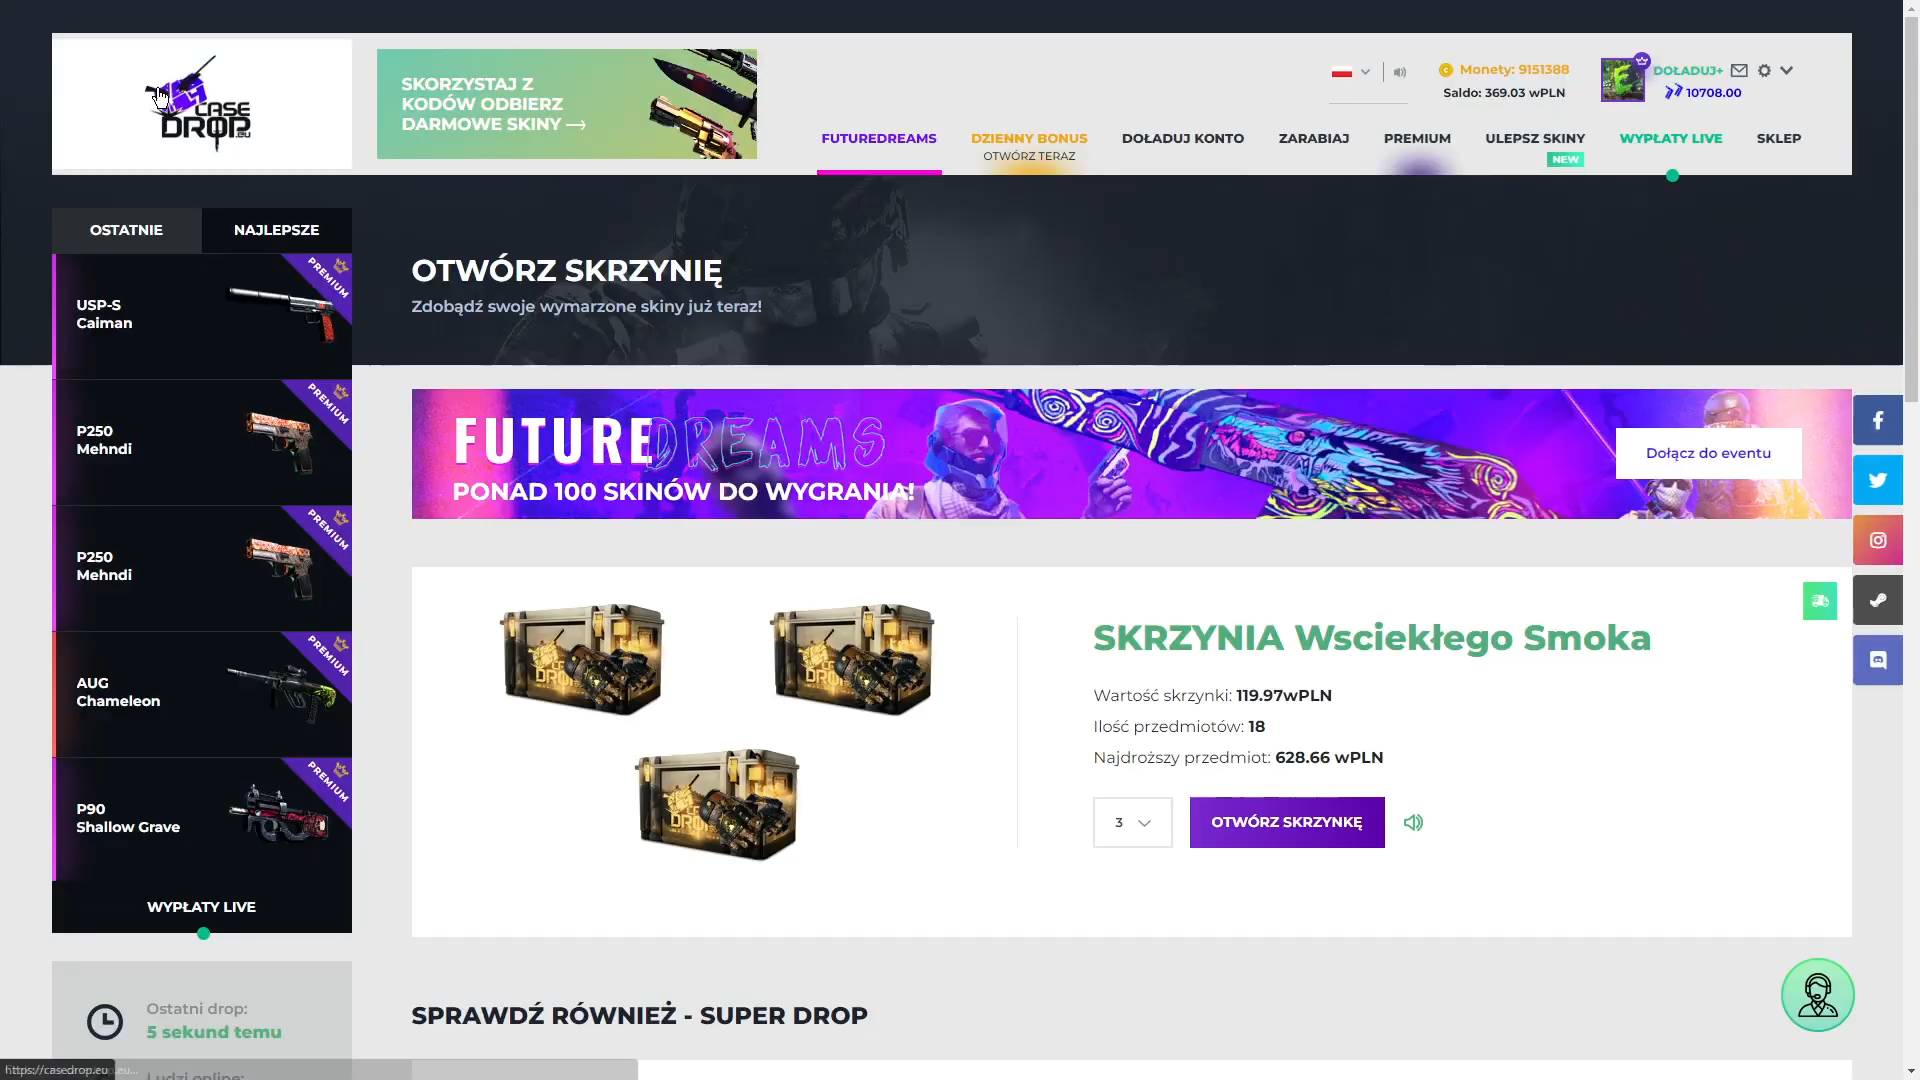 CASE
DROP.eu
SKORZYSTAJ Z
KODÓW ODBIERZ
DARMOWE SKINY
Monety: 9151388
Saldo: 369.03 wPLN
DOŁADUJ+
10708.00
FUTUREDREAMS
DZIENNY BONUS
OTWÓRZ TERAZ
DOŁADUJ KONTO
ZARABIAJ
PREMIUM
ULEPSZ SKINY
NEW
WYPŁATY LIVE
SKLEP
OSTATNIE
NAJLEPSZE
PREMIUM
USP-S
Caiman
PREMIUM
P250
Mehndi
PREMIUM
P250
Mehndi
PREMIUM
AUG
Chameleon
PREMIUM
P90
Shallow Grave
WYPŁATY LIVE
Ostatni drop:
5 sekund temu
Ludzi online:
OTWÓRZ SKRZYNIĘ
Zdobądź swoje wymarzone skiny już teraz!
FUTUREDREAMS
PONAD 100 SKINÓW DO WYGRANIA!
Dołącz do eventu
SKRZYNIA Wsciekłego Smoka
Wartość skrzynki: 119.97wPLN
Ilość przedmiotów: 18
Najdroższy przedmiot: 628.66 wPLN
3
OTWÓRZ SKRZYNKĘ
SPRAWDŹ RÓWNIEŻ - SUPER DROP
https://casedrop.eu